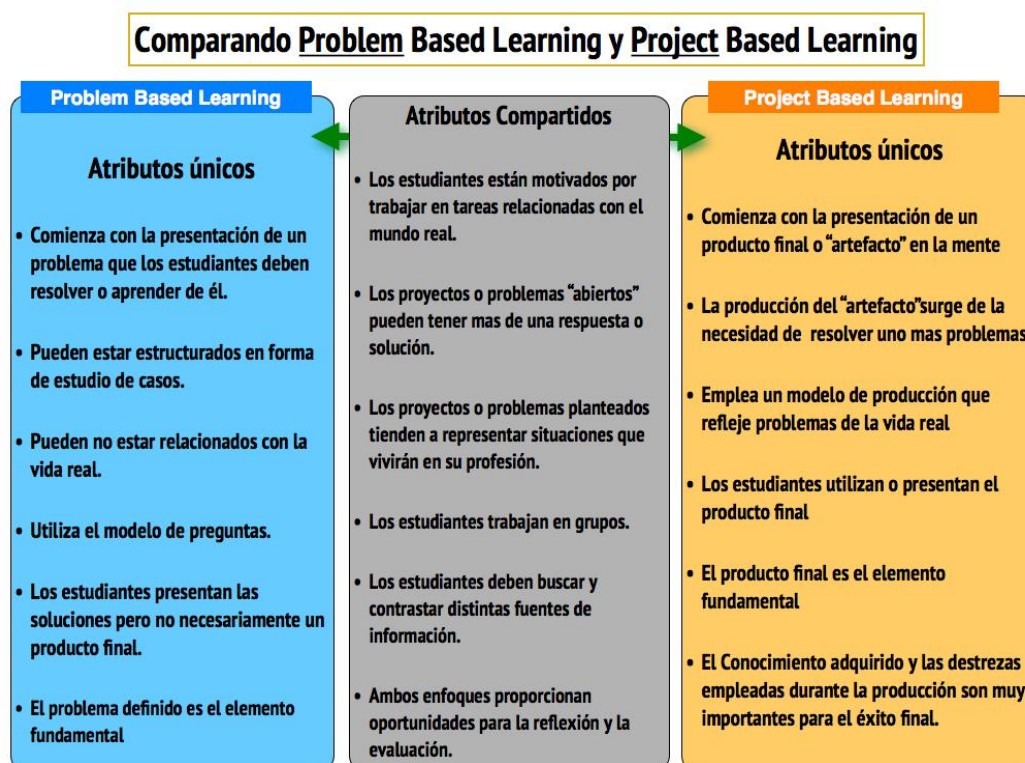 Comparando Problem Based Learning y Project Based Learning
Problem Based Learning
Atributos únicos
• Comienza con la presentación de un
problema que los estudiantes deben
resolver o aprender de él.
• Pueden estar estructurados en forma
de estudio de casos.
• Pueden no estar relacionados con la
vida real.
• Utiliza el modelo de preguntas.
• Los estudiantes presentan las
soluciones pero no necesariamente un
producto final.
• El problema definido es el elemento
fundamental
Atributos Compartidos
• Los estudiantes están motivados por
trabajar en tareas relacionadas con el
mundo real.
• Los proyectos o problemas “abiertos”
pueden tener mas de una respuesta o
solución.
• Los proyectos o problemas planteados
tienden a representar situaciones que
vivirán en su profesión.
• Los estudiantes trabajan en grupos.
• Los estudiantes deben buscar y
contrastar distintas fuentes de
información.
• Ambos enfoques proporcionan
oportunidades para la reflexión y la
evaluación.
Project Based Learning
Atributos únicos
• Comienza con la presentación de un
producto final o “artefacto” en la mente
• La producción del “artefacto”surge de la
necesidad de resolver uno mas problemas
• Emplea un modelo de producción que
refleje problemas de la vida real
• Los estudiantes utilizan o presentan el
producto final
• El producto final es el elemento
fundamental
• El Conocimiento adquirido y las destrezas
empleadas durante la producción son muy
importantes para el éxito final.